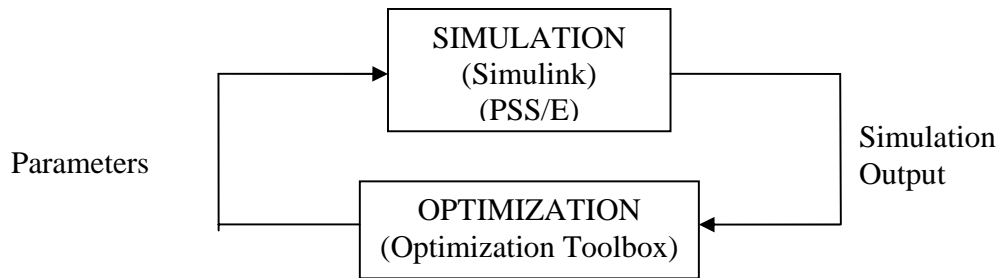 SIMULATION
(Simulink)
(PSS/E)
Parameters
Simulation
Output
OPTIMIZATION
(Optimization Toolbox)